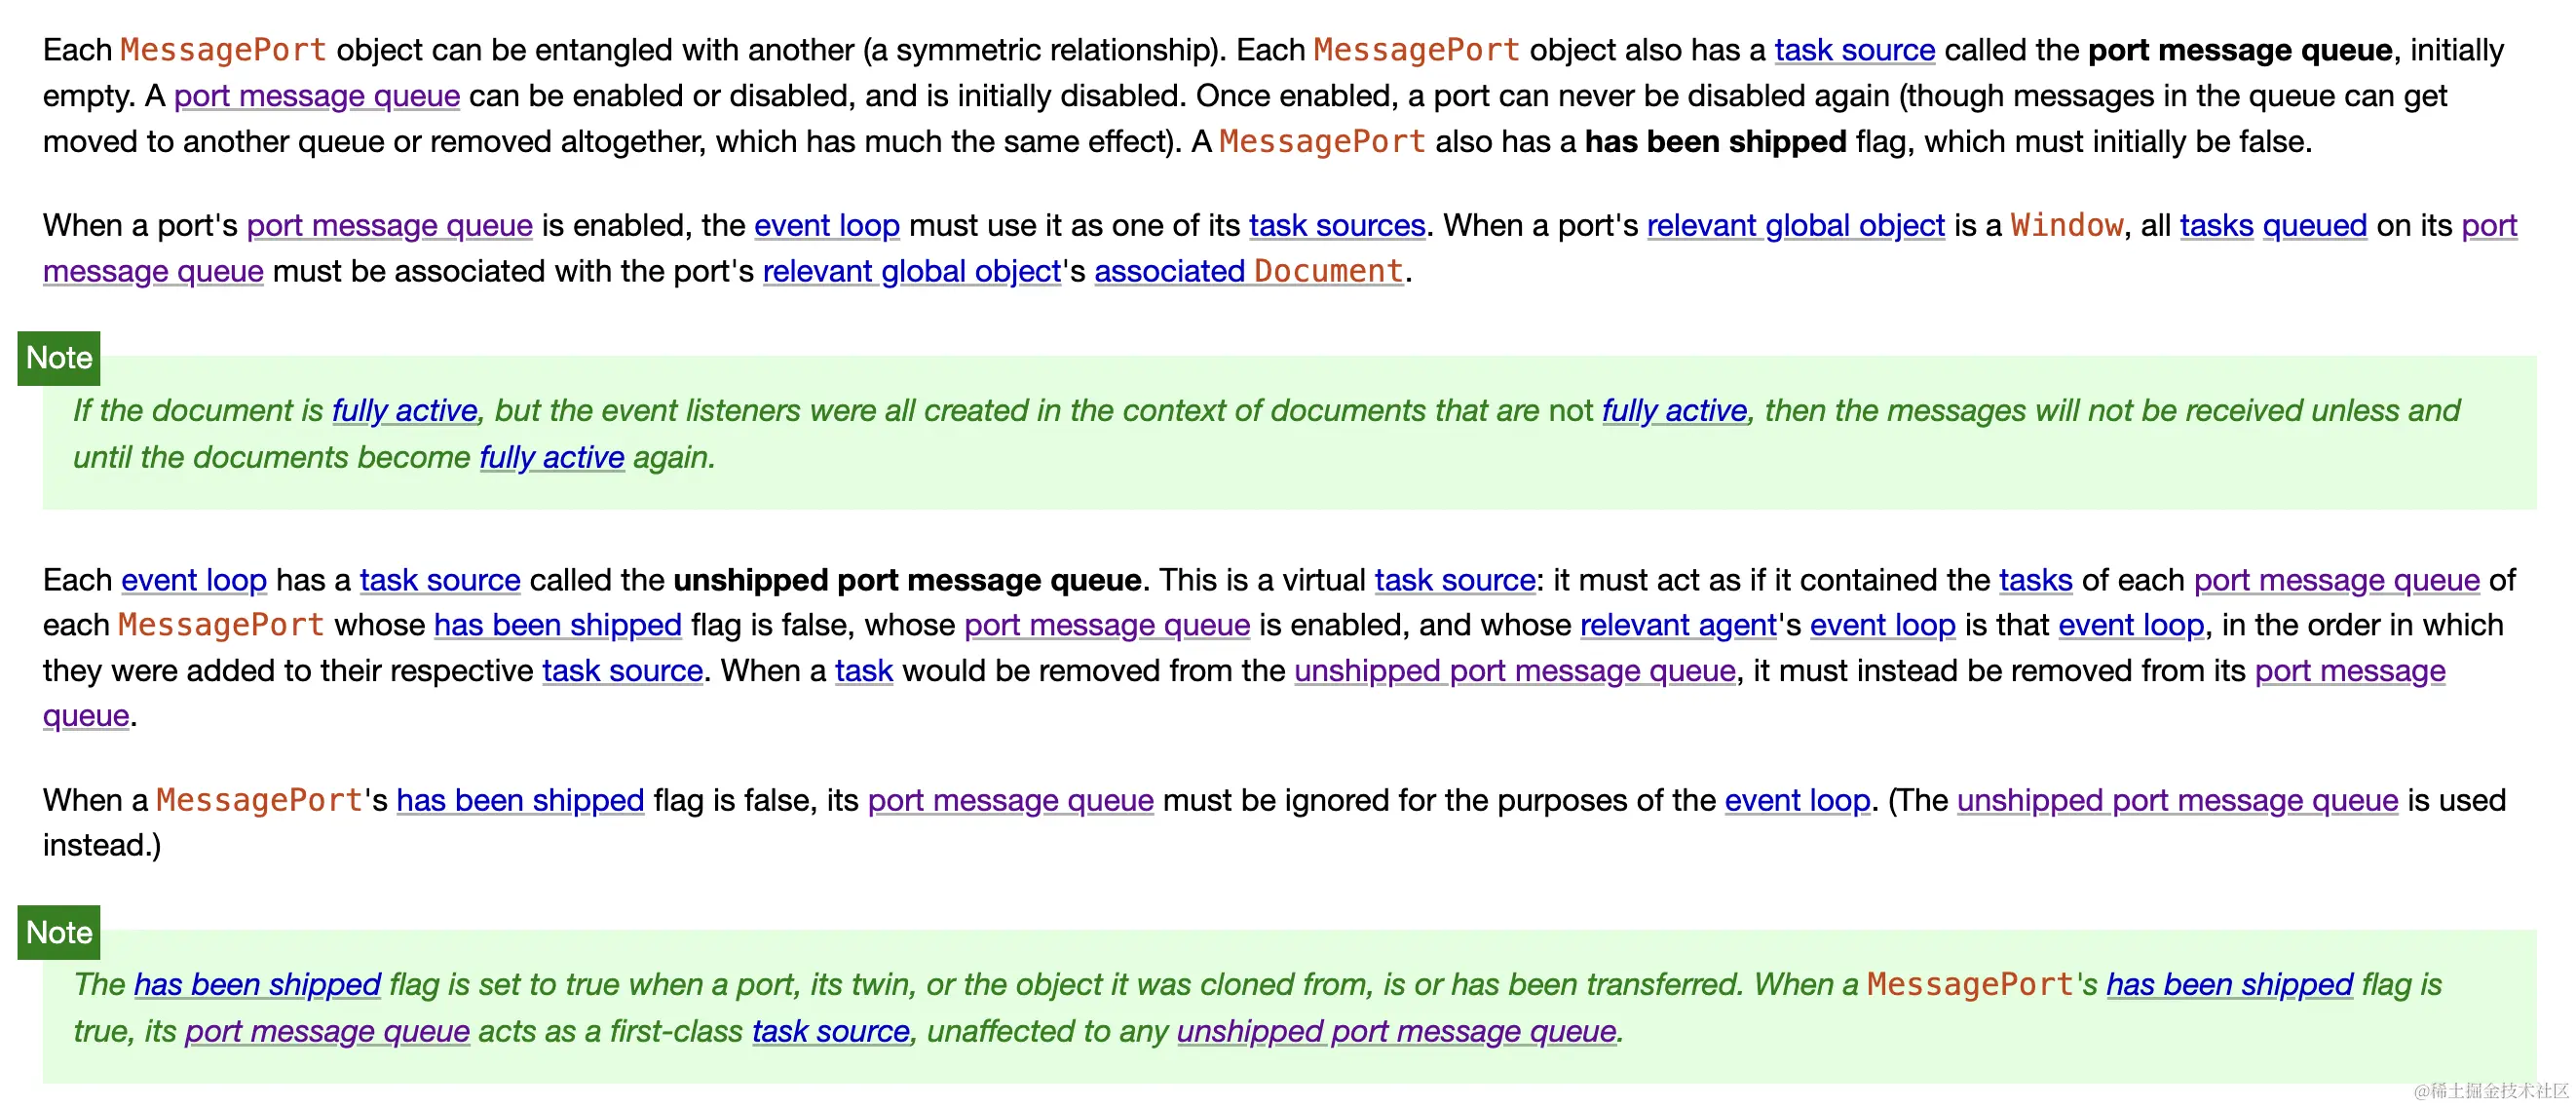 Each MessagePort object can be entangled with another (a symmetric relationship). Each MessagePort object also has a task source called the port message queue, initially
empty. A port message queue can be enabled or disabled, and is initially disabled. Once enabled, a port can never be disabled again (though messages in the queue can get
moved to another queue or removed altogether, which has much the same effect). A MessagePort also has a has been shipped flag, which must initially be false.
When a port's port message queue is enabled, the event loop must use it as one of its task sources. When a port's relevant global object is a Window, all tasks queued on its port
message queue must be associated with the port's relevant global object's associated Document.
Note
If the document is fully active, but the event listeners were all created in the context of documents that are not fully active, then the messages will not be received unless and
until the documents become fully active again.
Each event loop has a task source called the unshipped port message queue. This is a virtual task source: it must act as if it contained the tasks of each port message queue of
each MessagePort whose has been shipped flag is false, whose port message queue is enabled, and whose relevant agent's event loop is that event loop, in the order in which
they were added to their respective task source. When a task would be removed from the unshipped port message queue, it must instead be removed from its port message
queue.
When a MessagePort's has been shipped flag is false, its port message queue must be ignored for the purposes of the event loop. (The unshipped port message queue is used
instead.)
Note
The has been shipped flag is set to true when a port, its twin, or the object it was cloned from, is or has been transferred. When a MessagePort's has been shipped flag is
true, its port message queue acts as a first-class task source, unaffected to any unshipped port message queue.
@稀土掘金技术社区